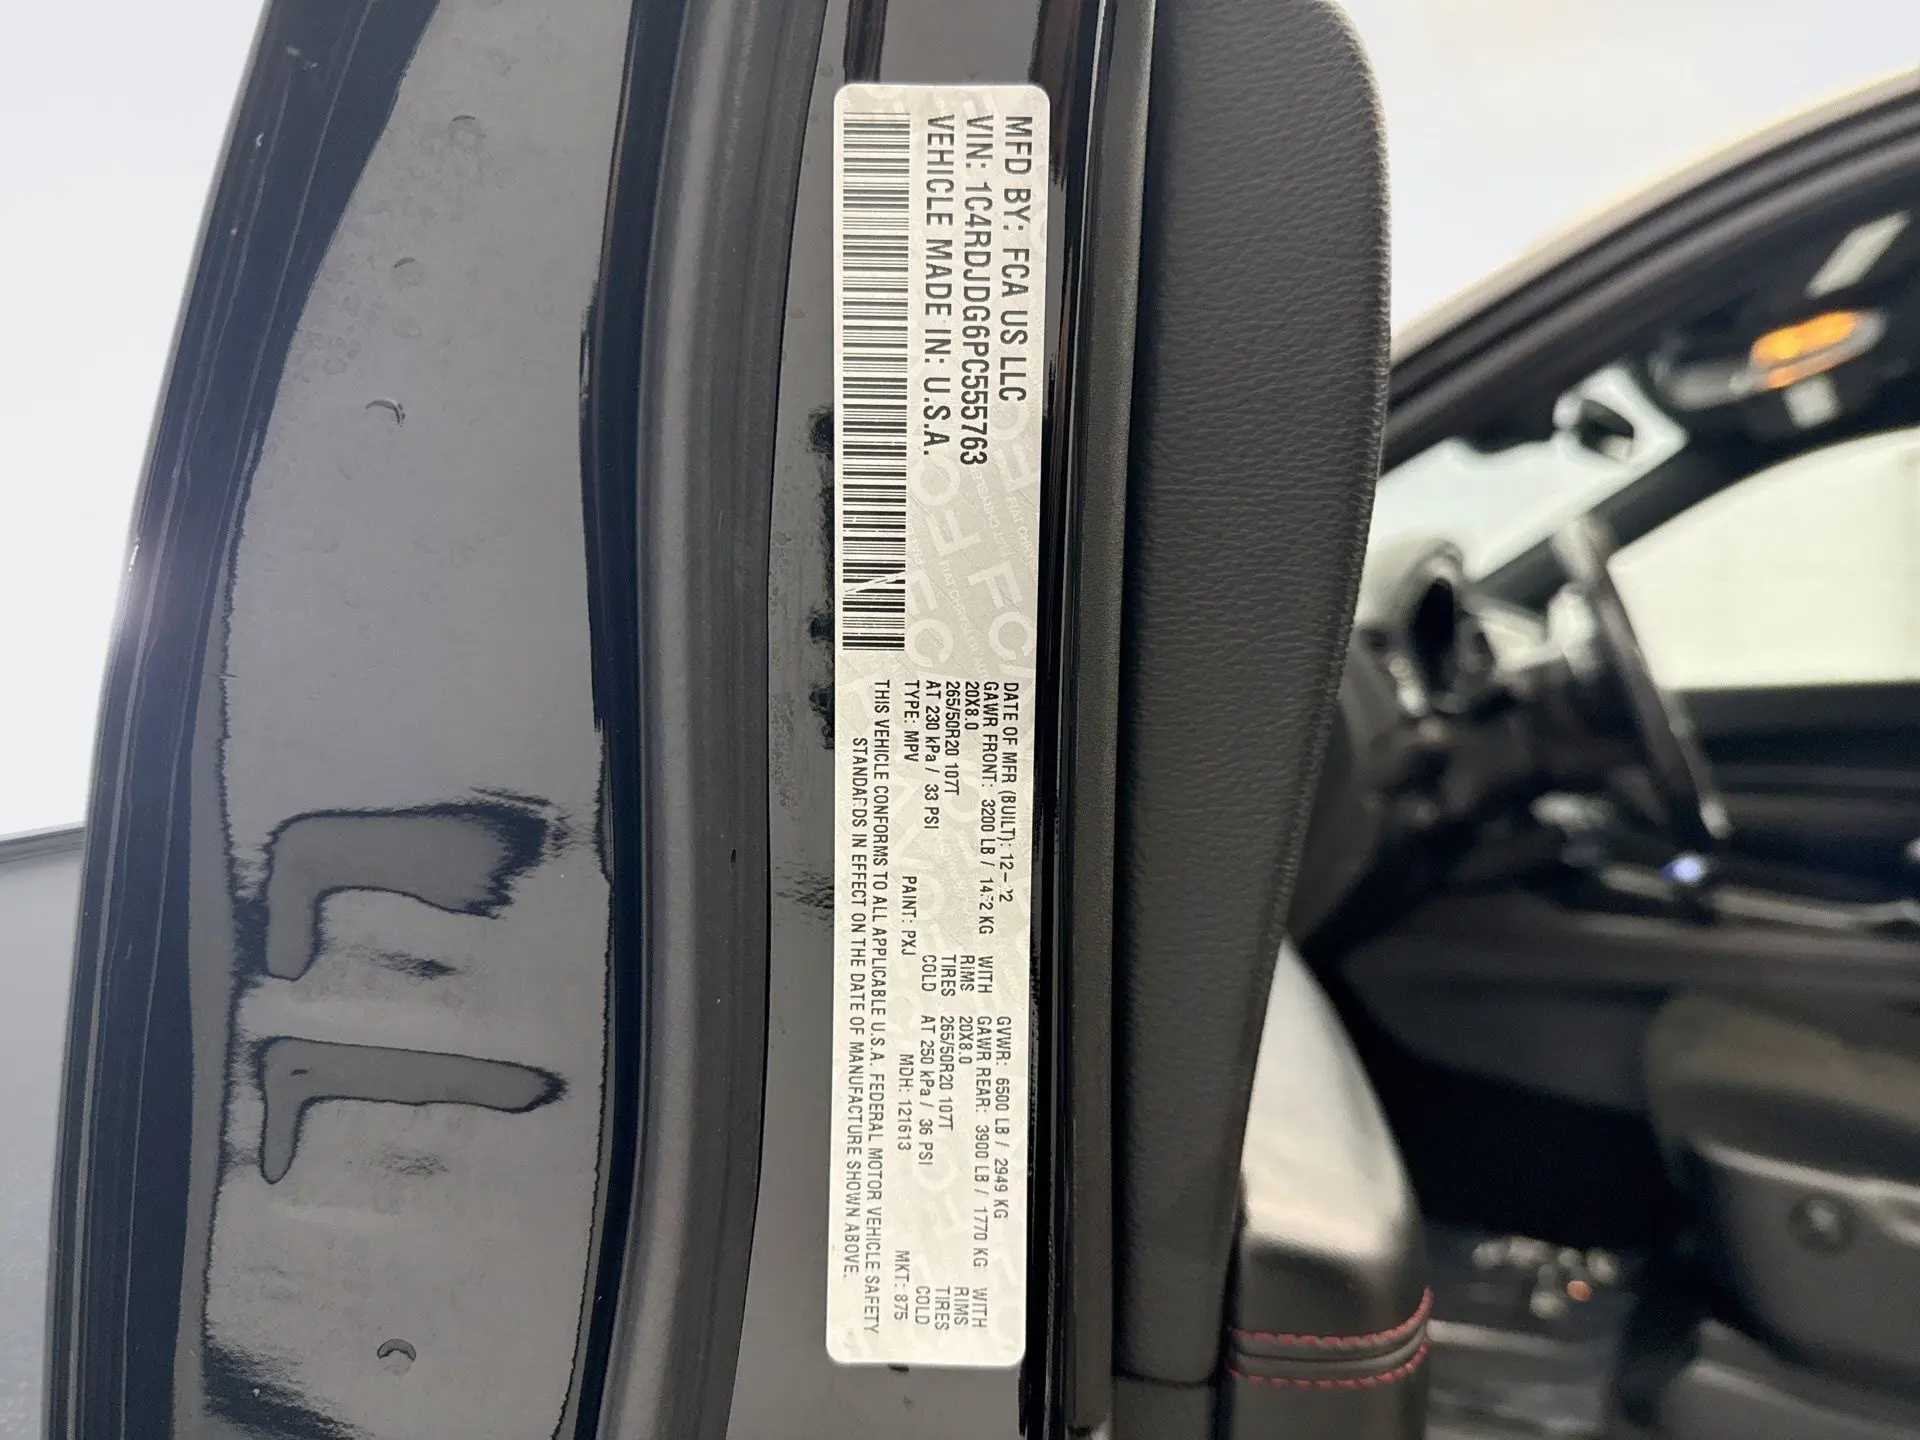 MFD BY: FCA US LLC
VIN: 1C4RDJDG6PC555763
VEHICLE MADE IN: U.S.A.
DATE OF MFR (BUILT): 12-22 GVWR: 6500 LB / 2949 KG
GAWR FRONT: 3200 LB / 1452 KG WITH GAWR REAR: 3900 LB / 1770 KG WITH
20X8.0 RIMS 20X8.0 RIMS
265/50R20 107T TIRES 265/50R20 107T TIRES
AT 230 kPa / 33 PSI COLD AT 250 kPa / 36 PSI COLD
TYPE: MPV PAINT: PXJ MDH: 121613 MKT: 875
THIS VEHICLE CONFORMS TO ALL APPLICABLE U.S.A. FEDERAL MOTOR VEHICLE SAFETY
STANDARDS IN EFFECT ON THE DATE OF MANUFACTURE SHOWN ABOVE.